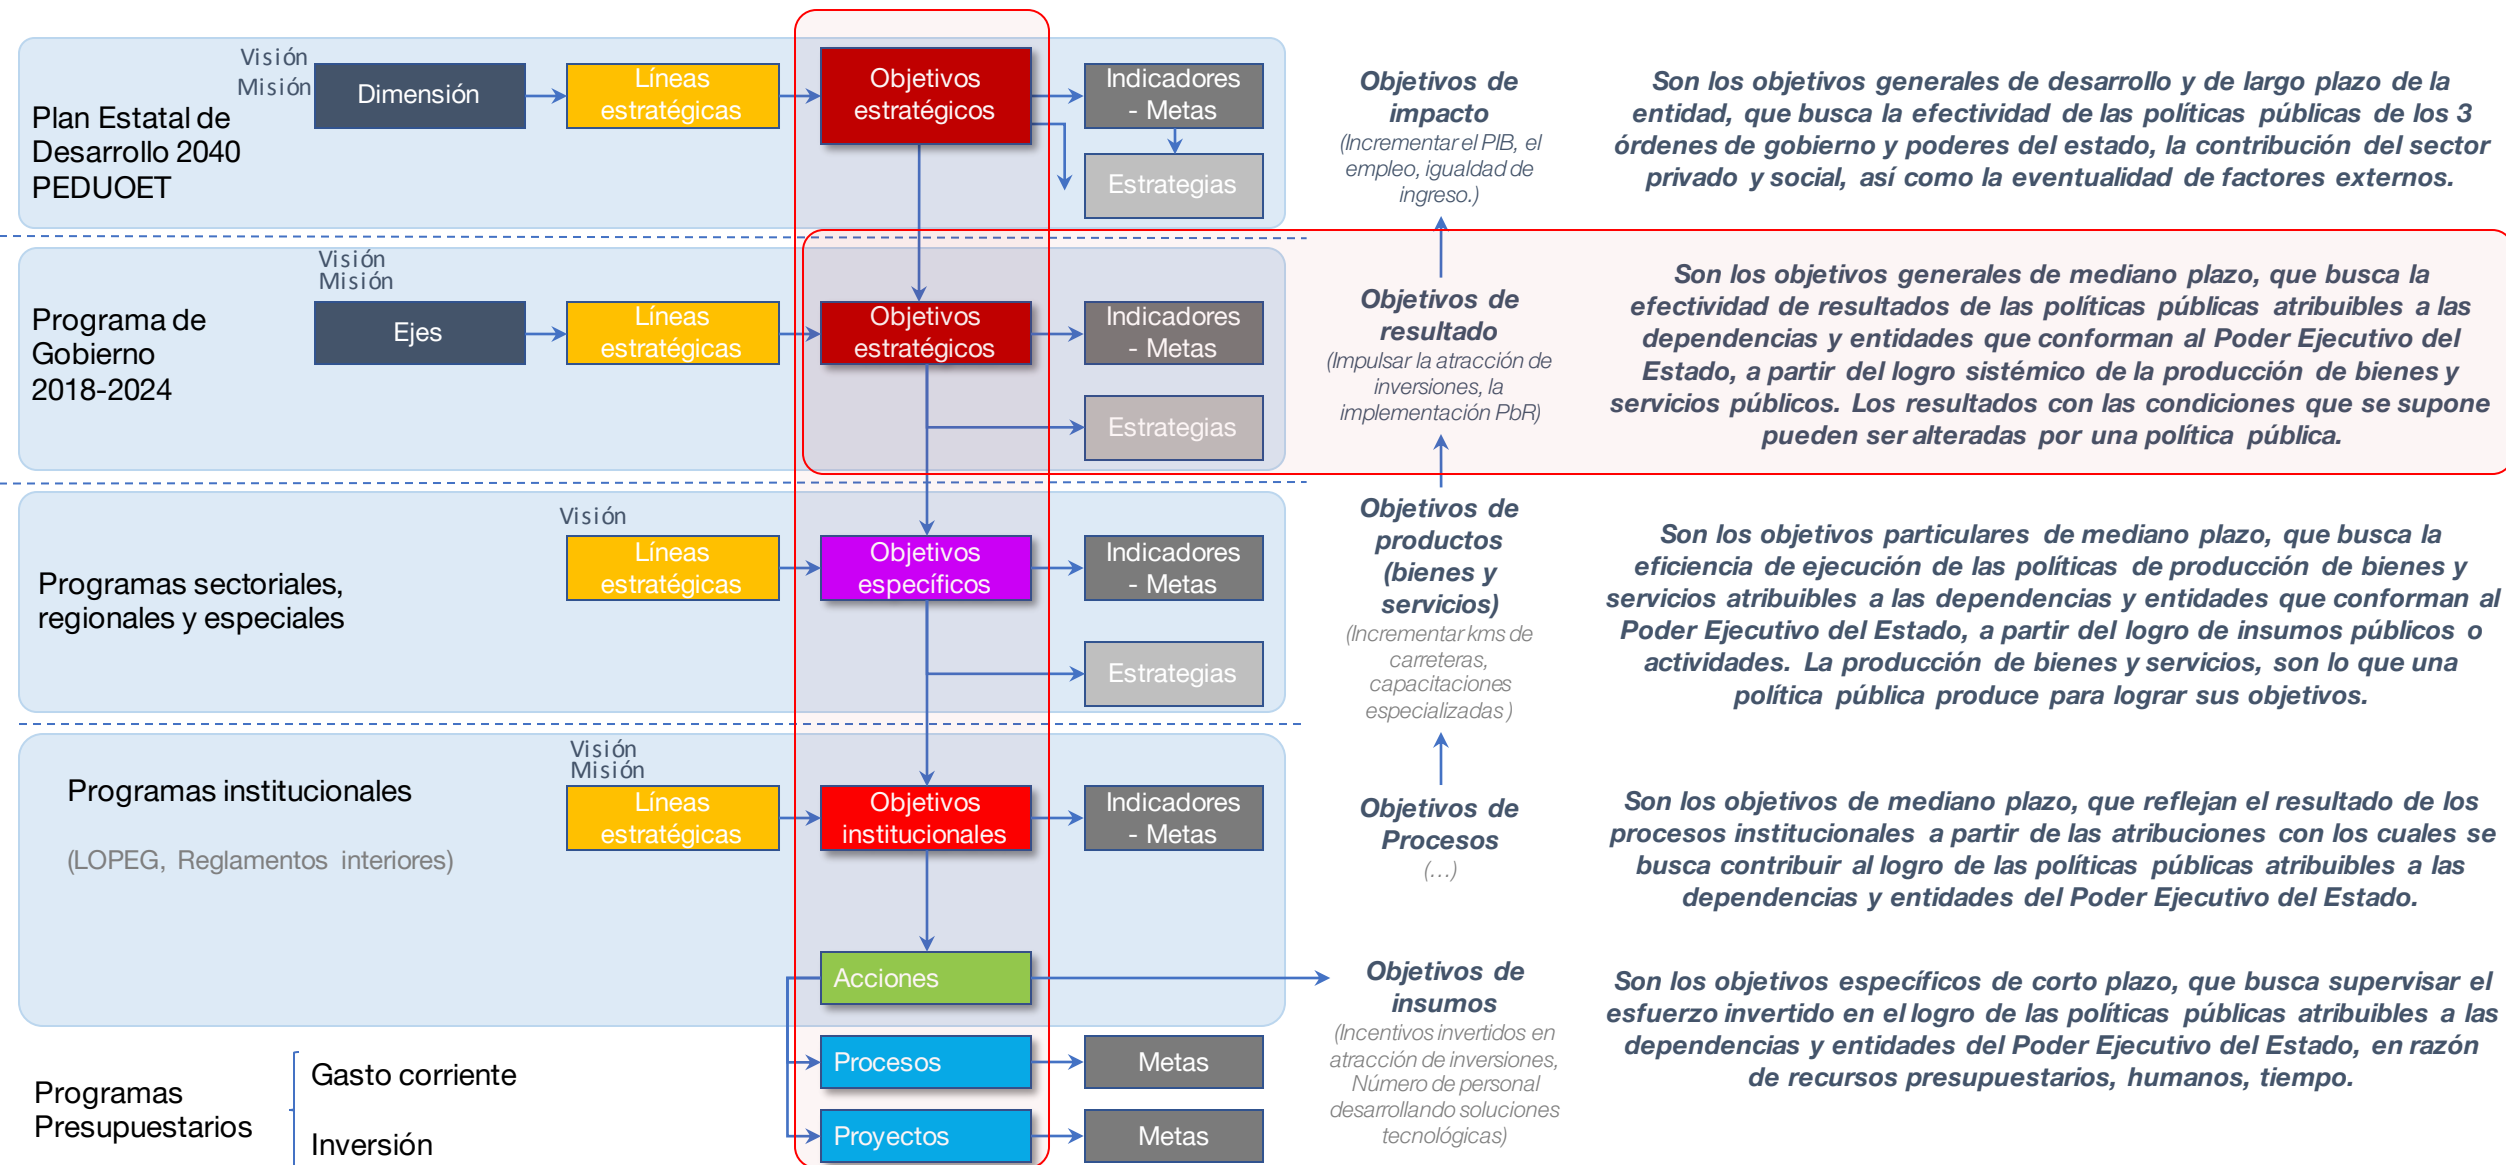 Visión
Misión
Plan Estatal de
Desarrollo 2040
PEDUOET
Dimensión
Líneas
estratégicas
Objetivos
estratégicos
Indicadores
- Metas
Estrategias
Objetivos de
impacto
(Incrementar el PIB, el
empleo, igualdad de
ingreso.)
Son los objetivos generales de desarrollo y de largo plazo de la
entidad, que busca la efectividad de las políticas públicas de los 3
órdenes de gobierno y poderes del estado, la contribución del sector
privado y social, así como la eventualidad de factores externos.
Visión
Misión
Programa de
Gobierno
2018-2024
Ejes
Líneas
estratégicas
Objetivos
estratégicos
Indicadores
- Metas
Estrategias
Objetivos de
resultado
(Impulsar la atracción de
inversiones, la
implementación PbR)
Son los objetivos generales de mediano plazo, que busca la
efectividad de resultados de las políticas públicas atribuibles a las
dependencias y entidades que conforman al Poder Ejecutivo del
Estado, a partir del logro sistémico de la producción de bienes y
servicios públicos. Los resultados con las condiciones que se supone
pueden ser alteradas por una política pública.
Visión
Programas sectoriales,
regionales y especiales
Líneas
estratégicas
Objetivos
específicos
Indicadores
- Metas
Estrategias
Objetivos de
productos
(bienes y
servicios)
(Incrementar kms de
carreteras,
capacitaciones
especializadas )
Son los objetivos particulares de mediano plazo, que busca la
eficiencia de ejecución de las políticas de producción de bienes y
servicios atribuibles a las dependencias y entidades que conforman al
Poder Ejecutivo del Estado, a partir del logro de insumos públicos o
actividades. La producción de bienes y servicios, son lo que una
política pública produce para lograr sus objetivos.
Visión
Misión
Programas institucionales
(LOPEG, Reglamentos interiores)
Líneas
estratégicas
Objetivos
institucionales
Indicadores
- Metas
Objetivos de
Procesos
(...)
Son los objetivos de mediano plazo, que reflejan el resultado de los
procesos institucionales a partir de las atribuciones con los cuales se
busca contribuir al logro de las políticas públicas atribuibles a las
dependencias y entidades del Poder Ejecutivo del Estado.
Acciones
Objetivos de
insumos
(Incentivos invertidos en
atracción de inversiones,
Número de personal
desarrollando soluciones
tecnológicas)
Son los objetivos específicos de corto plazo, que busca supervisar el
esfuerzo invertido en el logro de las políticas públicas atribuibles a las
dependencias y entidades del Poder Ejecutivo del Estado, en razón
de recursos presupuestarios, humanos, tiempo.
Programas
Presupuestarios
Gasto corriente
Inversión
Procesos
Metas
Proyectos
Metas